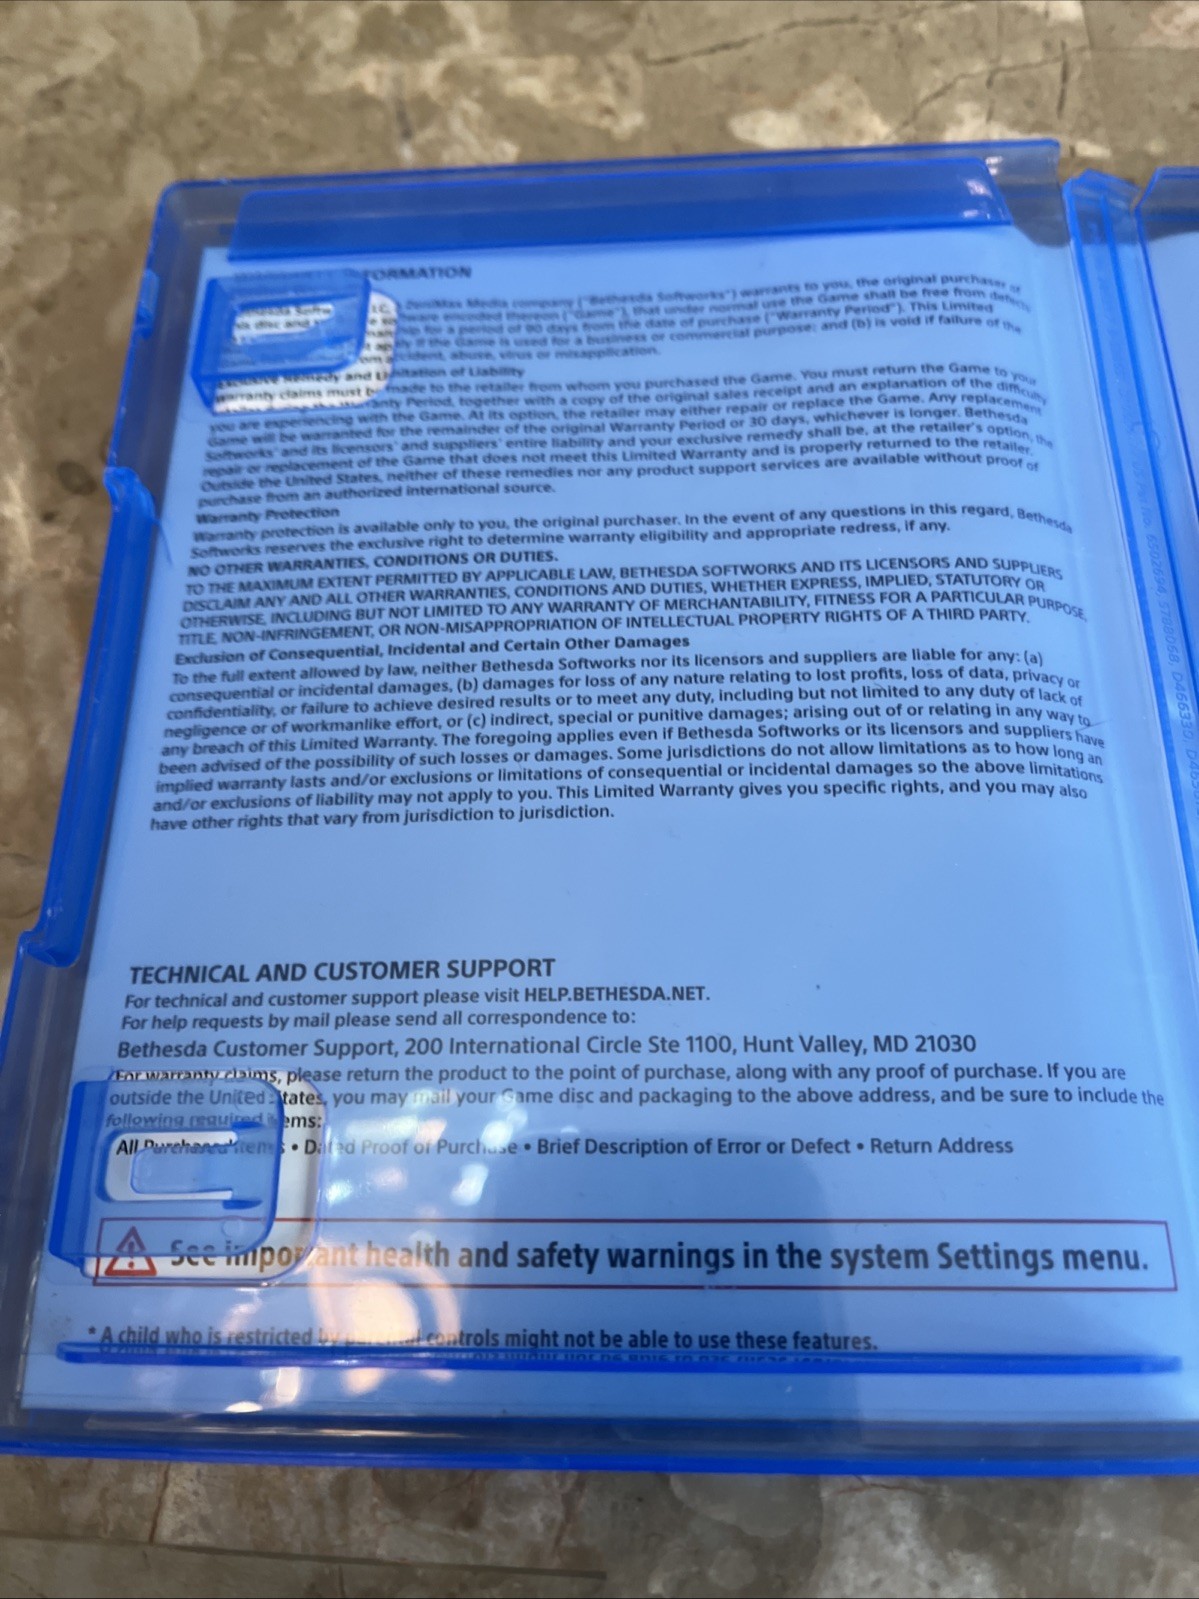 FORMATION
ZeniMax Media company ("Bethesda Softworks") warrants to you, the original purchaser of
encoded thereon ("Game"), that under normal use the Game shall be free from defects
for a period of 90 days from the date of purchase ("Warranty Period"). This Limited
if the Game is used for a business or commercial purpose; and (b) is void if failure of the
accident, abuse, virus or misapplication.
Exclusive Remedy and Limitation of Liability
Warranty claims must be made to the retailer from whom you purchased the Game. You must return the Game to your
Warranty Period, together with a copy of the original sales receipt and an explanation of the difficulty
you are experiencing with the Game. At its option, the retailer may either repair or replace the Game. Any replacement
Game will be warranted for the remainder of the original Warranty Period or 30 days, whichever is longer. Bethesda
Softworks' and its licensors' and suppliers' entire liability and your exclusive remedy shall be, at the retailer's option, the
repair or replacement of the Game that does not meet this Limited Warranty and is properly returned to the retailer.
Outside the United States, neither of these remedies nor any product support services are available without proof of
purchase from an authorized international source.
Warranty Protection
Warranty protection is available only to you, the original purchaser. In the event of any questions in this regard, Bethesda
Softworks reserves the exclusive right to determine warranty eligibility and appropriate redress, if any.
NO OTHER WARRANTIES, CONDITIONS OR DUTIES.
TO THE MAXIMUM EXTENT PERMITTED BY APPLICABLE LAW, BETHESDA SOFTWORKS AND ITS LICENSORS AND SUPPLIERS
DISCLAIM ANY AND ALL OTHER WARRANTIES, CONDITIONS AND DUTIES, WHETHER EXPRESS, IMPLIED, STATUTORY OR
OTHERWISE, INCLUDING BUT NOT LIMITED TO ANY WARRANTY OF MERCHANTABILITY, FITNESS FOR A PARTICULAR PURPOSE,
TITLE, NON-INFRINGEMENT, OR NON-MISAPPROPRIATION OF INTELLECTUAL PROPERTY RIGHTS OF A THIRD PARTY.
Exclusion of Consequential, Incidental and Certain Other Damages
To the full extent allowed by law, neither Bethesda Softworks nor its licensors and suppliers are liable for any: (a)
consequential or incidental damages, (b) damages for loss of any nature relating to lost profits, loss of data, privacy or
confidentiality, or failure to achieve desired results or to meet any duty, including but not limited to any duty of lack of
negligence or of workmanlike effort, or (c) indirect, special or punitive damages; arising out of or relating in any way to
any breach of this Limited Warranty. The foregoing applies even if Bethesda Softworks or its licensors and suppliers have
been advised of the possibility of such losses or damages. Some jurisdictions do not allow limitations as to how long an
implied warranty lasts and/or exclusions or limitations of consequential or incidental damages so the above limitations
and/or exclusions of liability may not apply to you. This Limited Warranty gives you specific rights, and you may also
have other rights that vary from jurisdiction to jurisdiction.
TECHNICAL AND CUSTOMER SUPPORT
For technical and customer support please visit HELP.BETHESDA.NET.
For help requests by mail please send all correspondence to:
Bethesda Customer Support, 200 International Circle Ste 1100, Hunt Valley, MD 21030
For warranty claims, please return the product to the point of purchase, along with any proof of purchase. If you are
outside the United States, you may mail your Game disc and packaging to the above address, and be sure to include the
following required items:
All Purchased Items • Dated Proof of Purchase • Brief Description of Error or Defect • Return Address
See important health and safety warnings in the system Settings menu.
* A child who is restricted by parental controls might not be able to use these features.